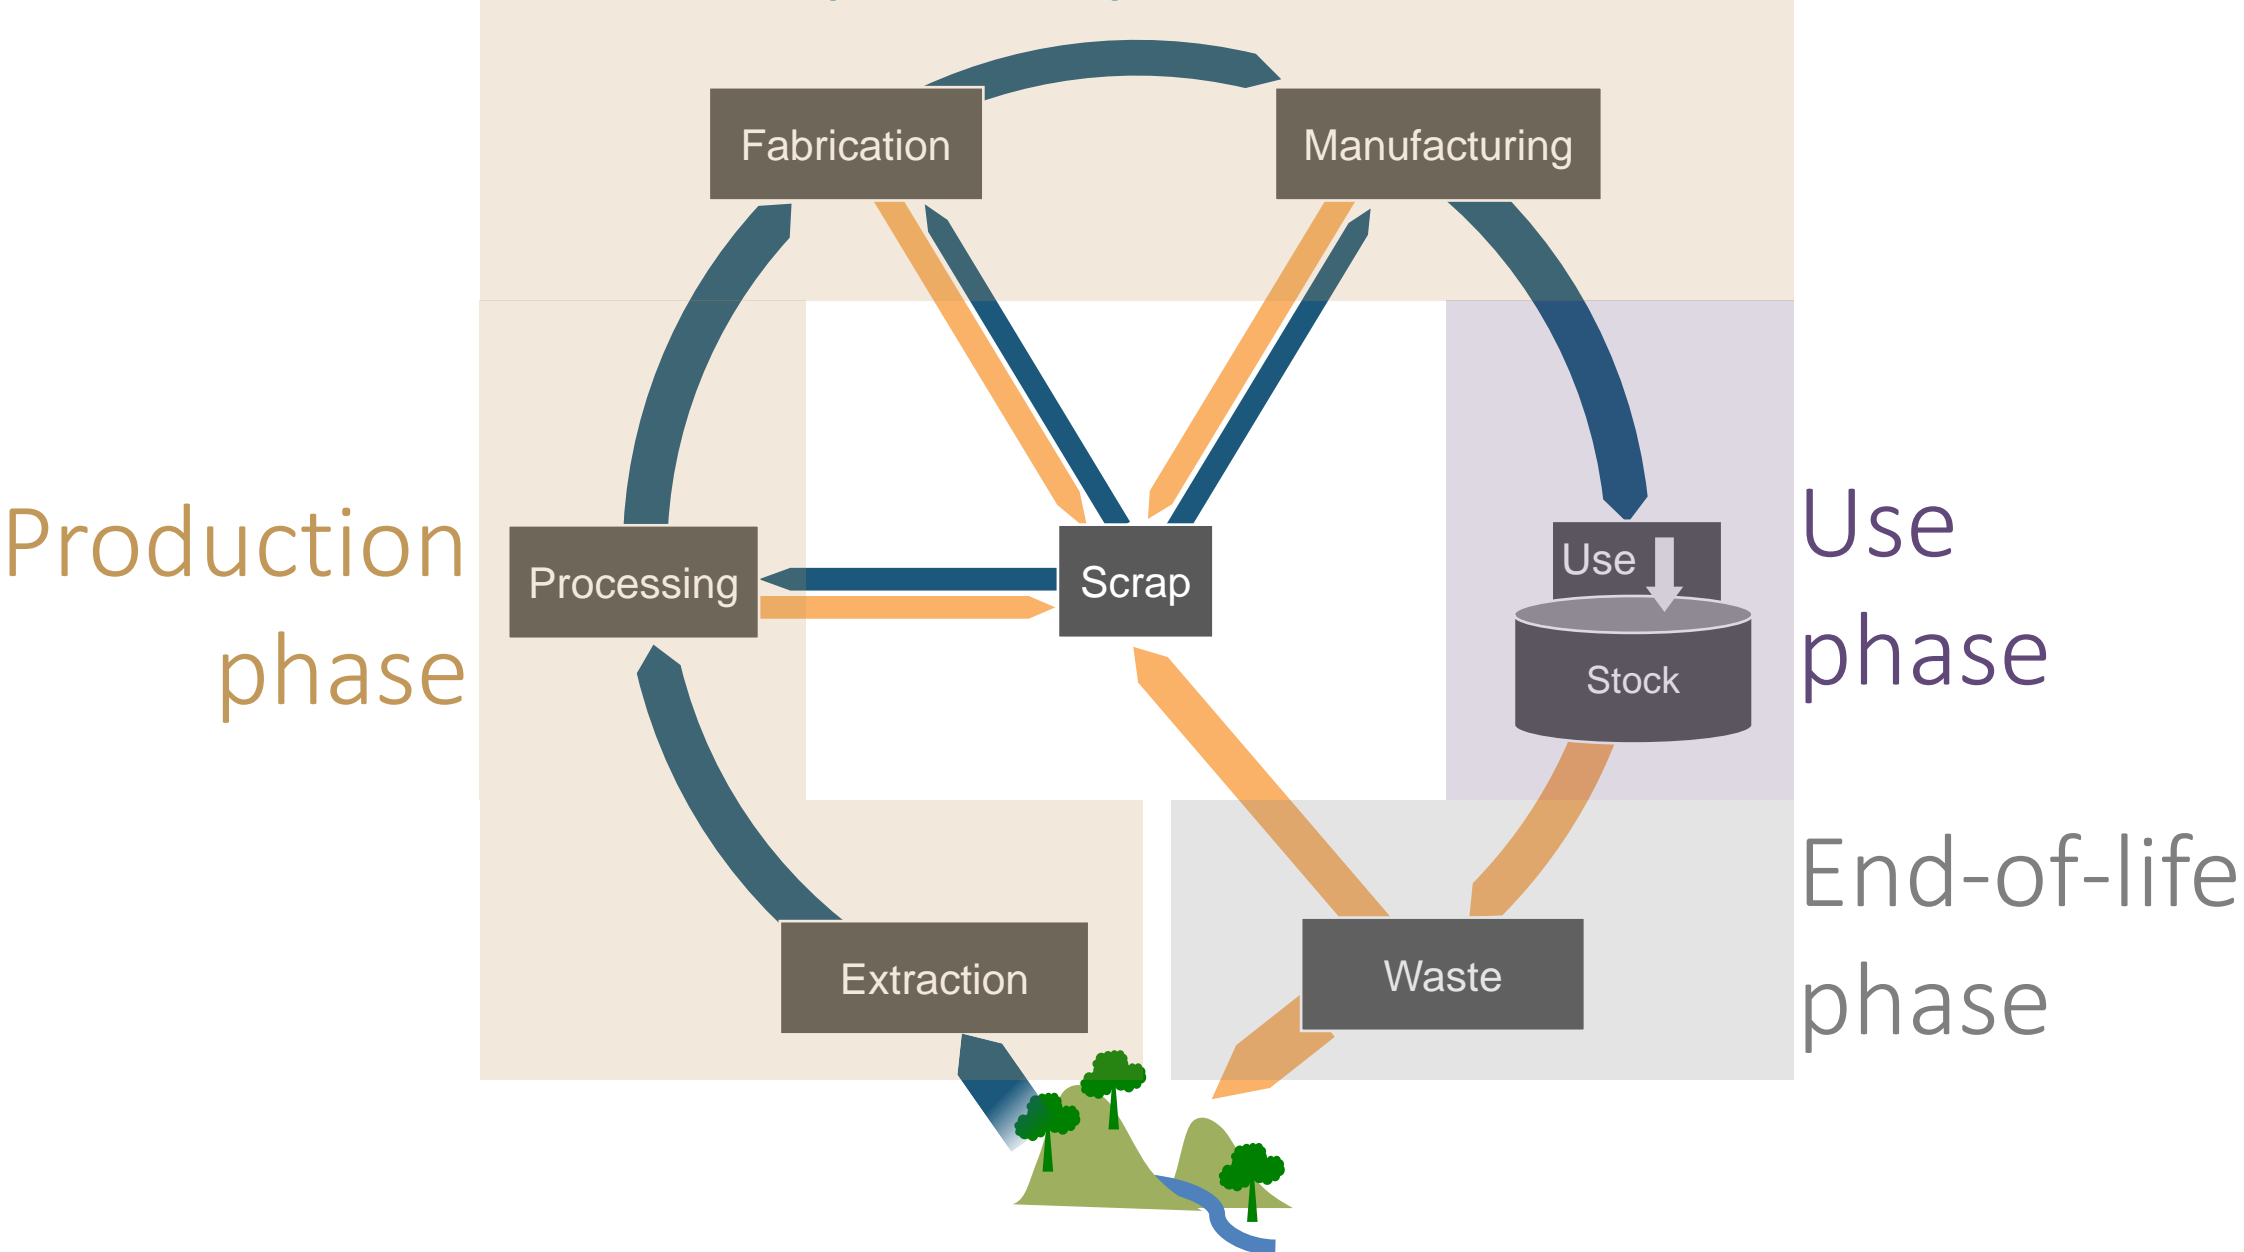 Fabrication
Manufacturing
Production
phase
Processing
Scrap
Use
Stock
Use
phase
Extraction
Waste
End-of-life
phase